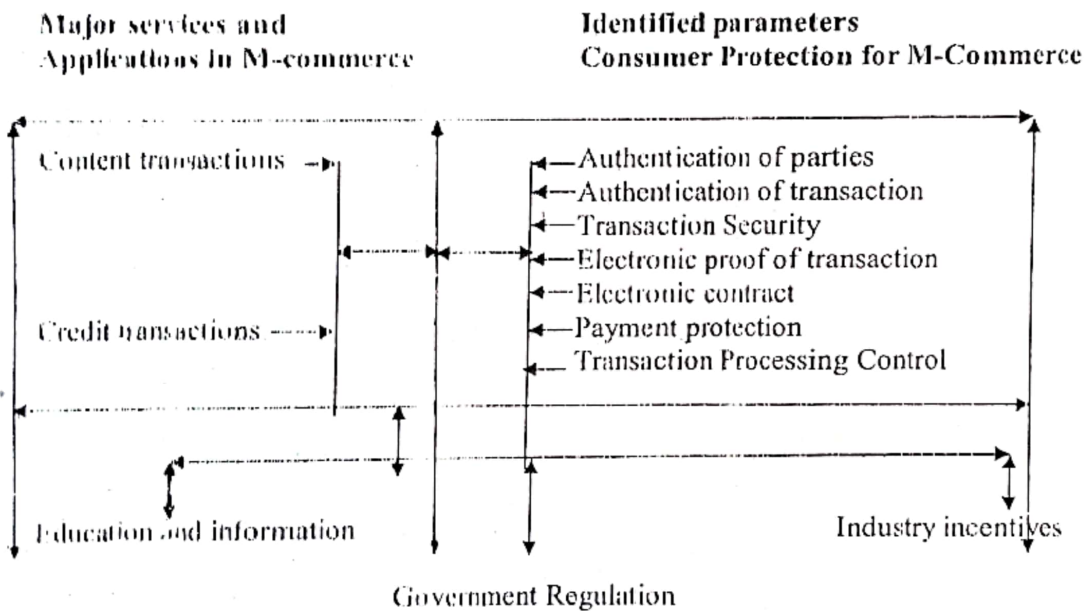 Major services and
Applications in M-commerce
Identified parameters
Consumer Protection for M-Commerce
Content transactions
Credit transactions
Authentication of parties
Authentication of transaction
Transaction Security
Electronic proof of transaction
Electronic contract
Payment protection
Transaction Processing Control
Education and information
Industry incentives
Government Regulation